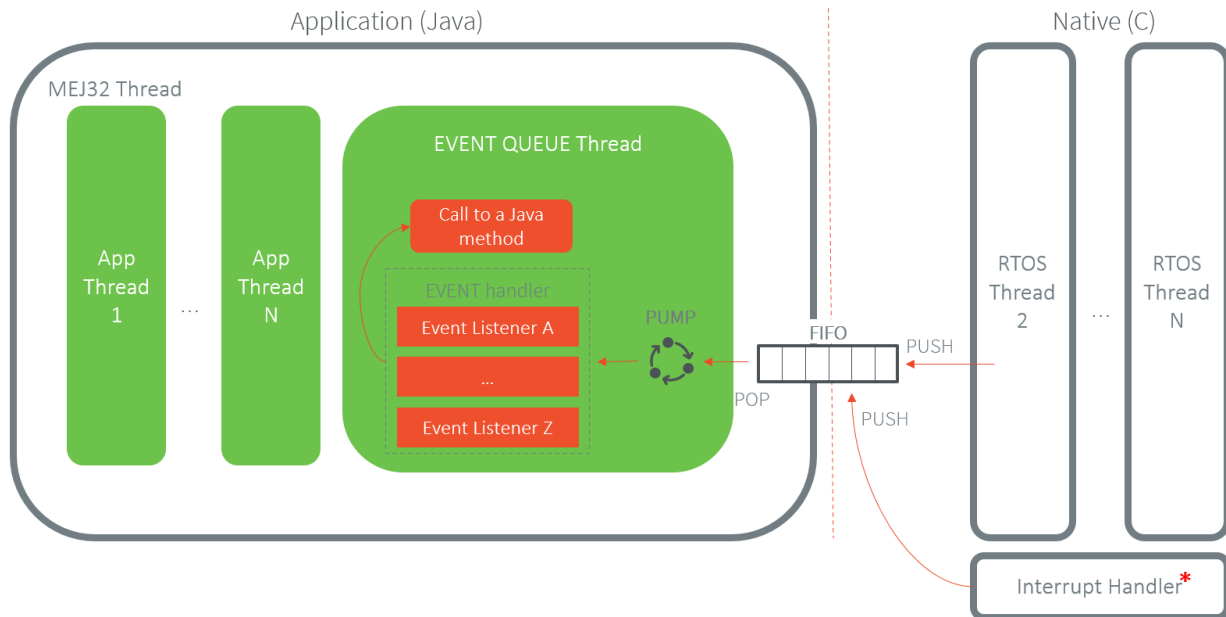 Application (Java)
Native (C)
MEJ32 Thread
EVENT QUEUE Thread
Call to a Java
method
EVENT handler
Event Listener A
...
Event Listener Z
App
Thread
1
...
App
Thread
N
PUMP
POP
FIFO
PUSH
PUSH
RTOS
Thread
2
...
RTOS
Thread
N
Interrupt Handler*